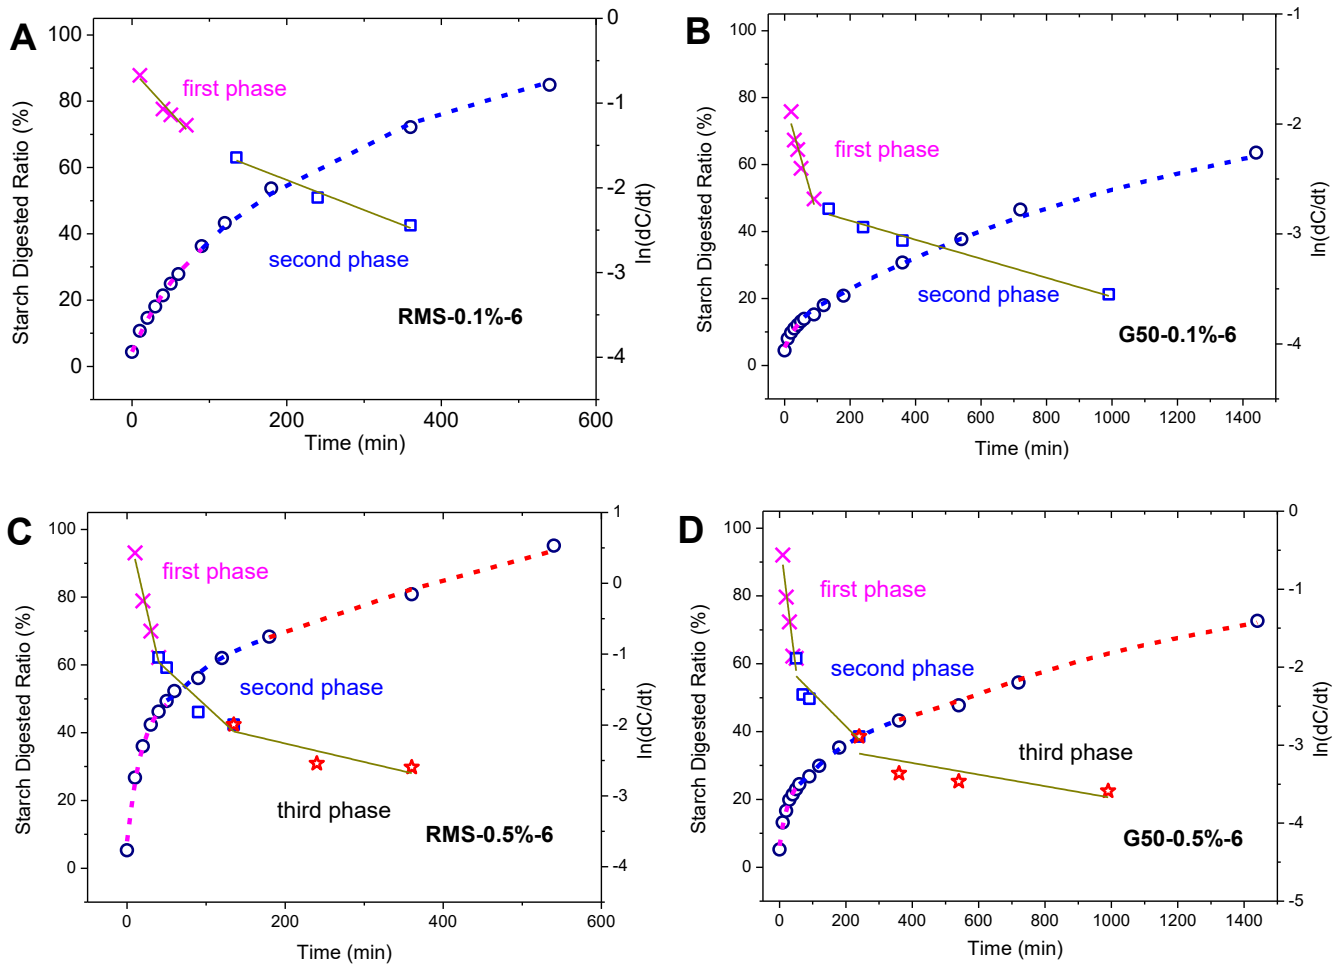 A
Starch Digested Ratio (%)
100
80
60
40
20
0
first phase
second phase
RMS-0.1%-6
0
-1
-2
-3
-4
ln(dC/dt)
0 200 400 600
Time (min)
B
Starch Digested Ratio (%)
100
80
60
40
20
0
first phase
second phase
G50-0.1%-6
-1
-2
-3
-4
ln(dC/dt)
0 200 400 600 800 1000 1200 1400
Time (min)
C
Starch Digested Ratio (%)
100
80
60
40
20
0
first phase
second phase
third phase
RMS-0.5%-6
1
0
-1
-2
-3
-4
ln(dC/dt)
0 200 400 600
Time (min)
D
Starch Digested Ratio (%)
100
80
60
40
20
0
first phase
second phase
third phase
G50-0.5%-6
0
-1
-2
-3
-4
-5
ln(dC/dt)
0 200 400 600 800 1000 1200 1400
Time (min)